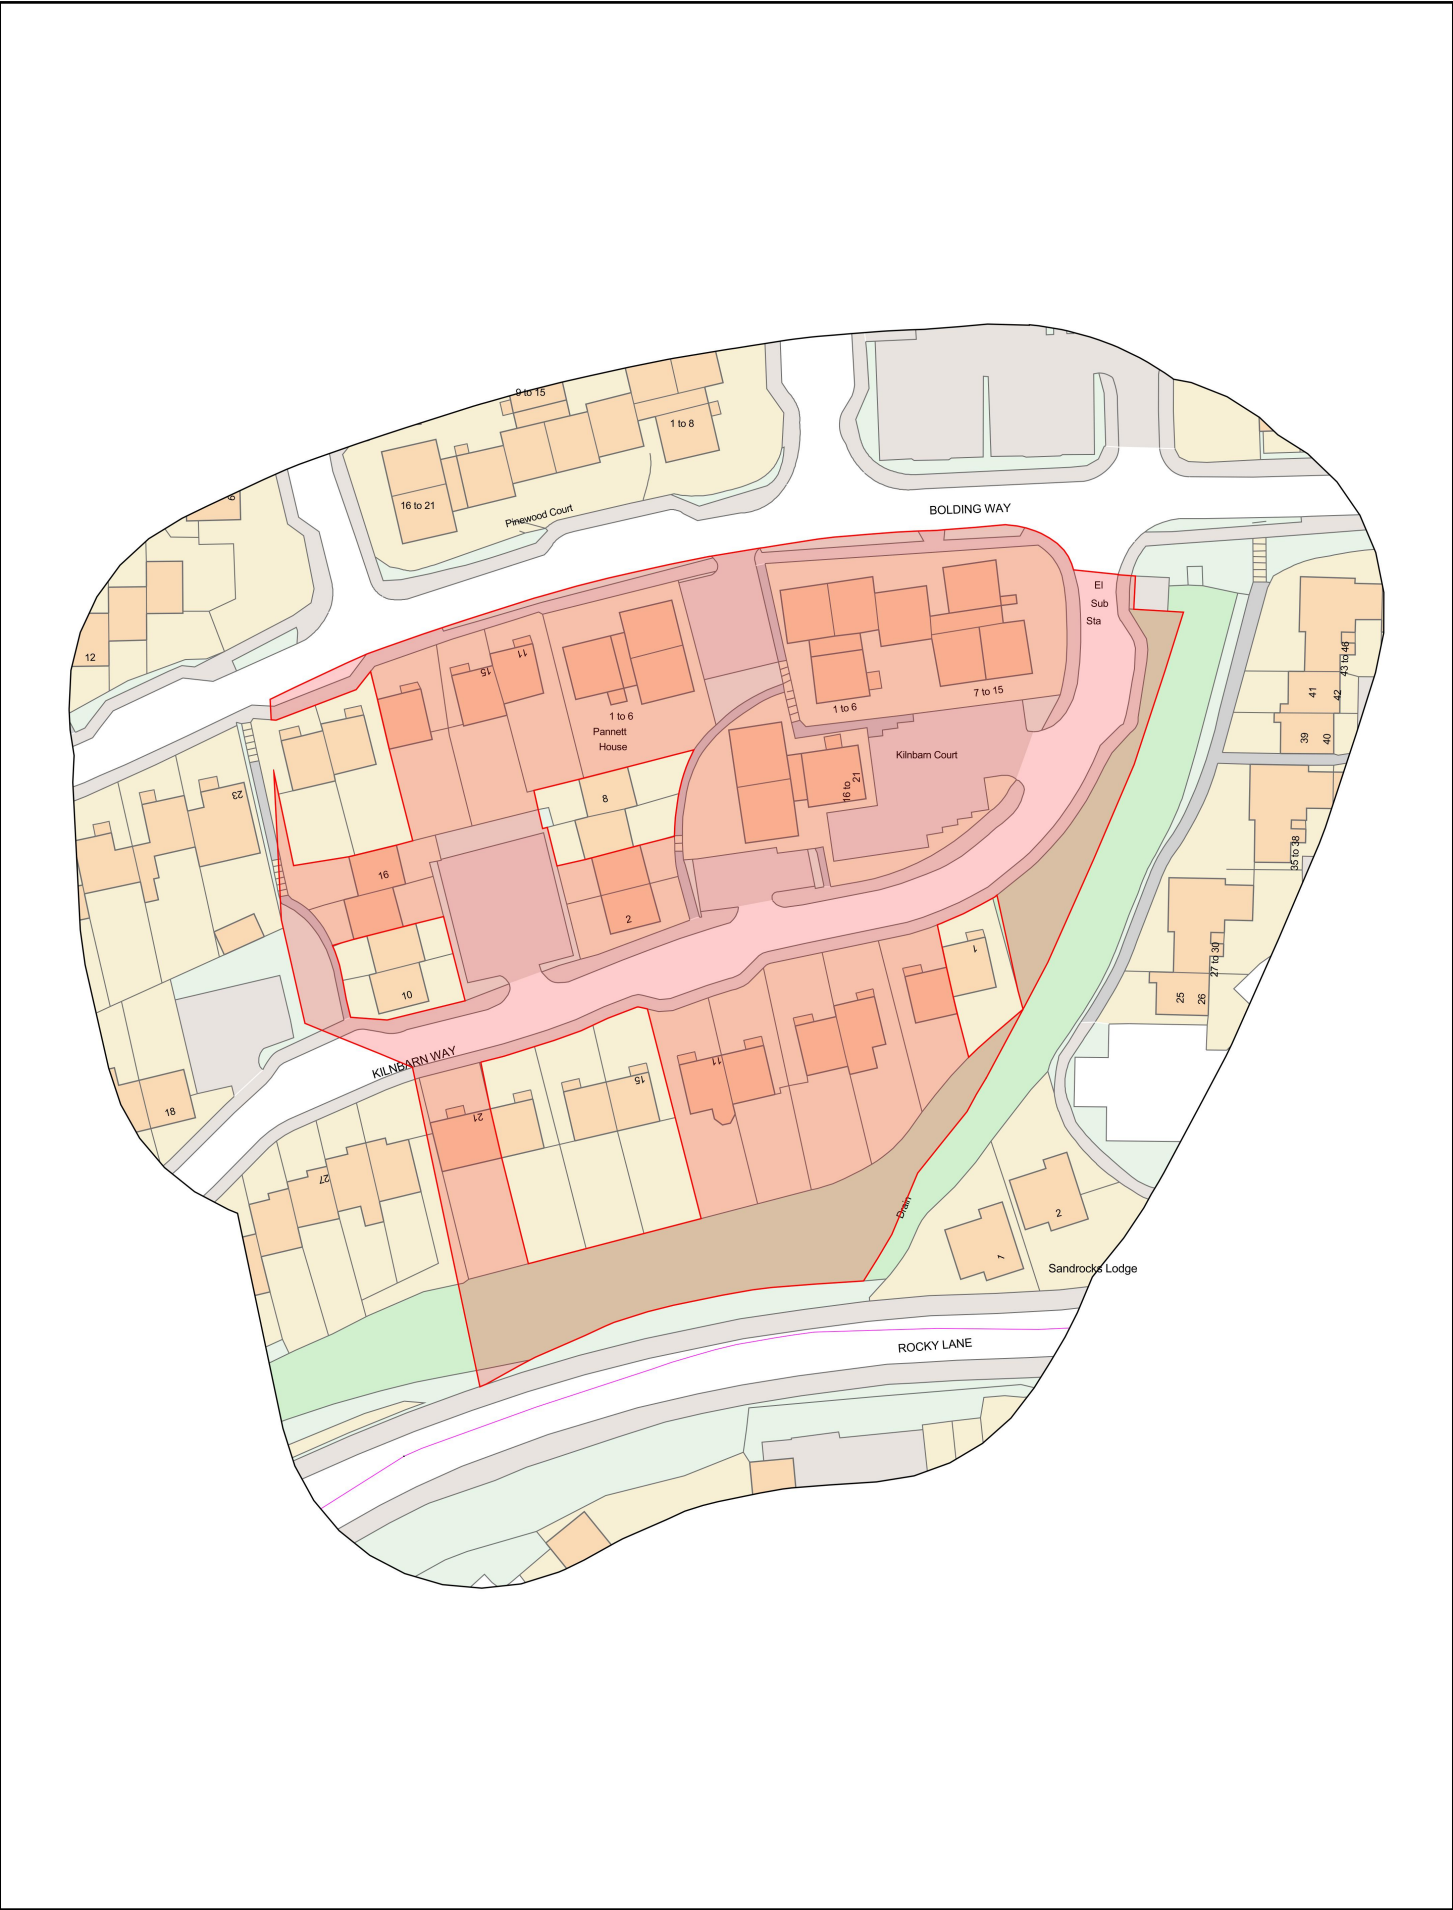 9 to 15
1 to 8
16 to 21
Pinewood Court
6
12
BOLDING WAY
El
Sub
Sta
11
15
1 to 6
Pannett
House
1 to 6
7 to 15
Kilnbarn Court
16 to
21
8
23
16
2
10
1
KILNBARN WAY
18
11
15
21
27
43 to 46
41
42
39
40
35 to 38
27 to 30
25
26
Drain
2
1
Sandrocks Lodge
ROCKY LANE